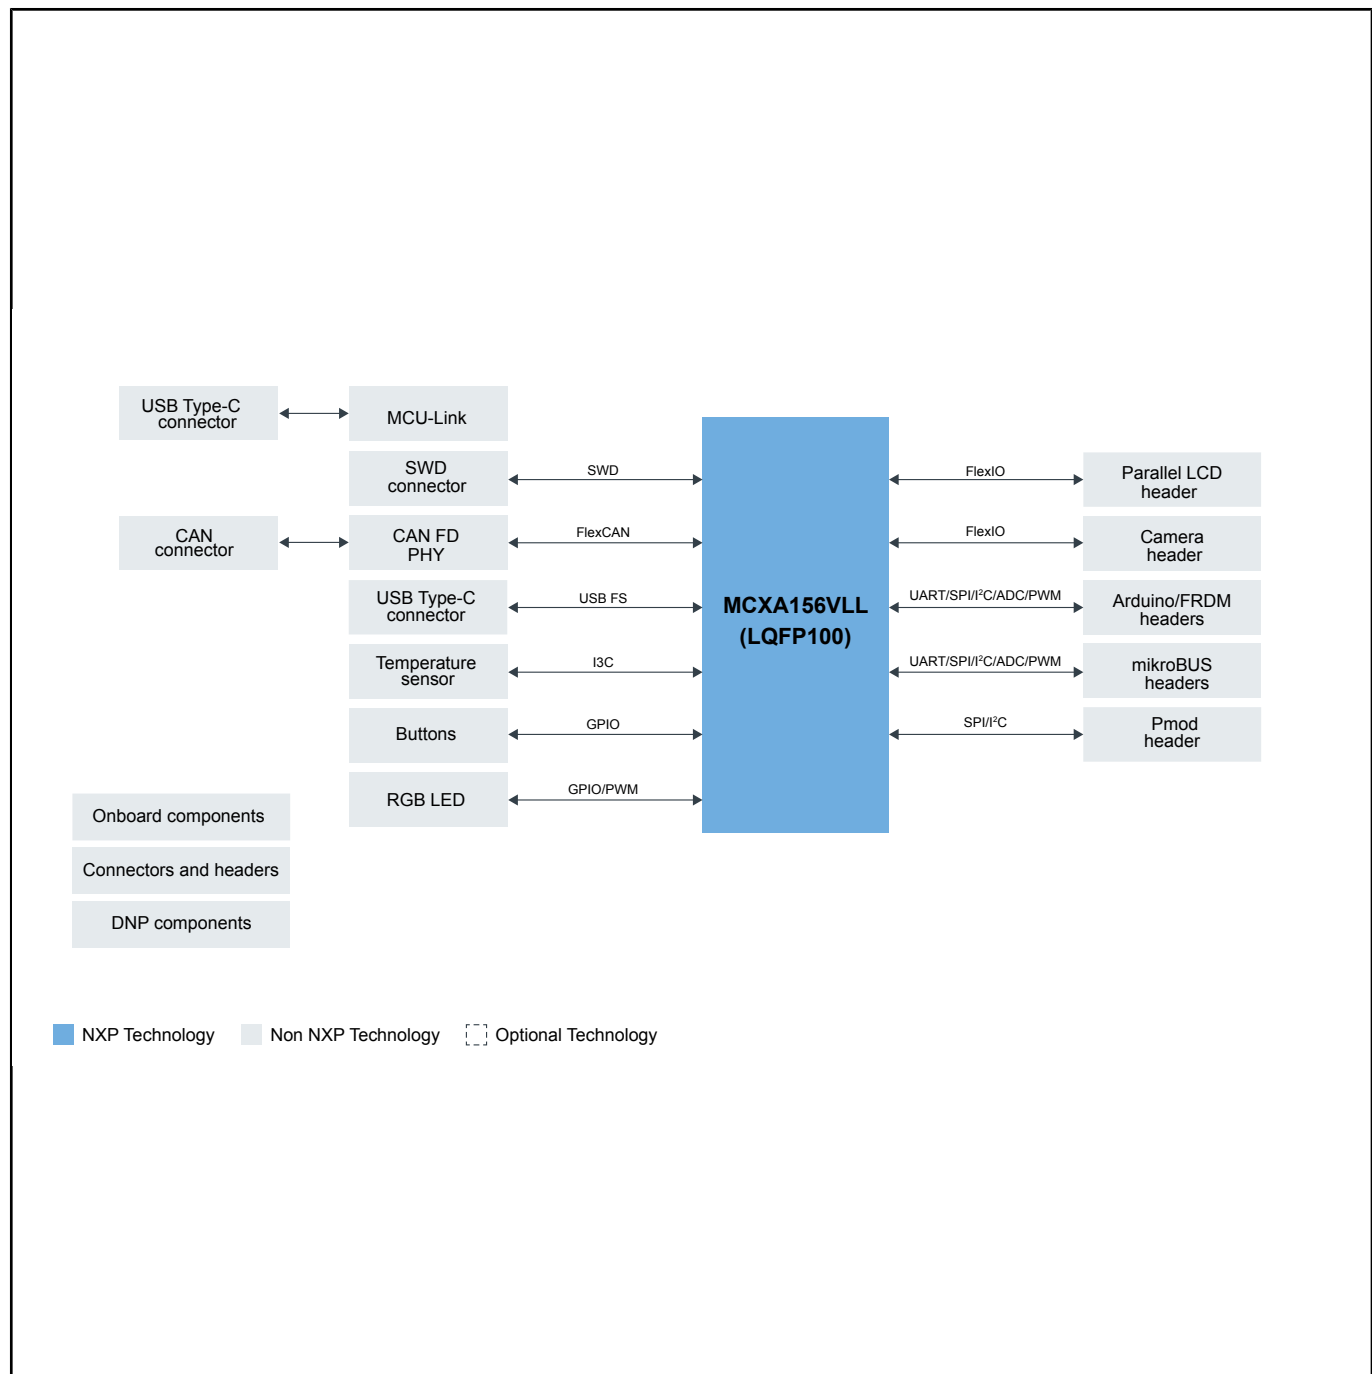 USB Type-C
connector
MCU-Link
SWD
connector
SWD
CAN
connector
CAN FD
PHY
FlexCAN
USB Type-C
connector
USB FS
Temperature
sensor
I3C
Buttons
GPIO
RGB LED
GPIO/PWM
MCXA156VLL
(LQFP100)
FlexIO
Parallel LCD
header
FlexIO
Camera
header
UART/SPI/I²C/ADC/PWM
Arduino/FRDM
headers
UART/SPI/I²C/ADC/PWM
mikroBUS
headers
SPI/I²C
Pmod
header
Onboard components
Connectors and headers
DNP components
NXP Technology
Non NXP Technology
Optional Technology